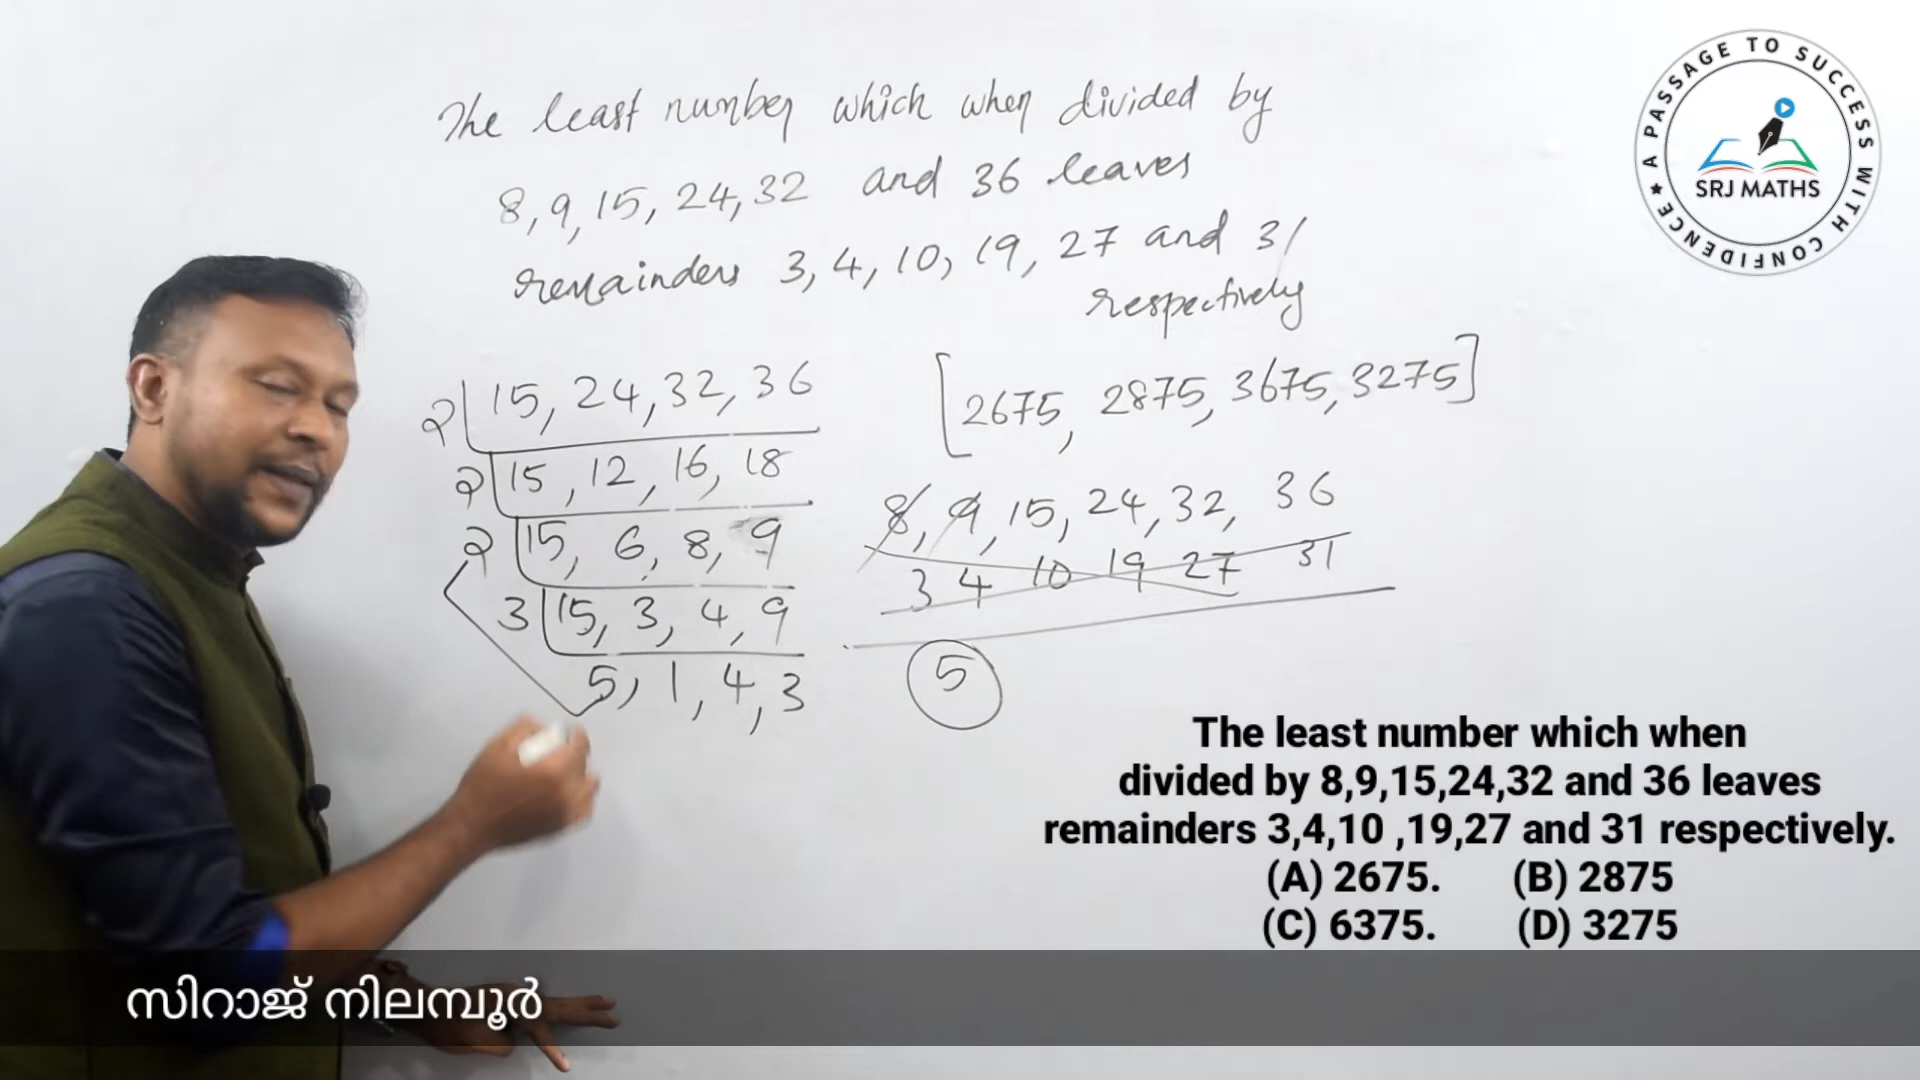 The least number which when divided by
8, 9, 15, 24, 32 and 36 leaves
remainders 3, 4, 10, 19, 27 and 31
respectively
2 15, 24, 32, 36
2 15, 12, 16, 18
2 15, 6, 8, 9
3 15, 3, 4, 9
5, 1, 4, 3
[2675, 2875, 3675, 3275]
8, 9, 15, 24, 32, 36
3 4 10 19 27 31
5
A PASSAGE TO SUCCESS WITH CONFIDENCE
SRJ MATHS
The least number which when
divided by 8,9,15,24,32 and 36 leaves
remainders 3,4,10 ,19,27 and 31 respectively.
(A) 2675. (B) 2875
(C) 6375. (D) 3275
സിറാജ് നിലമ്പൂർ